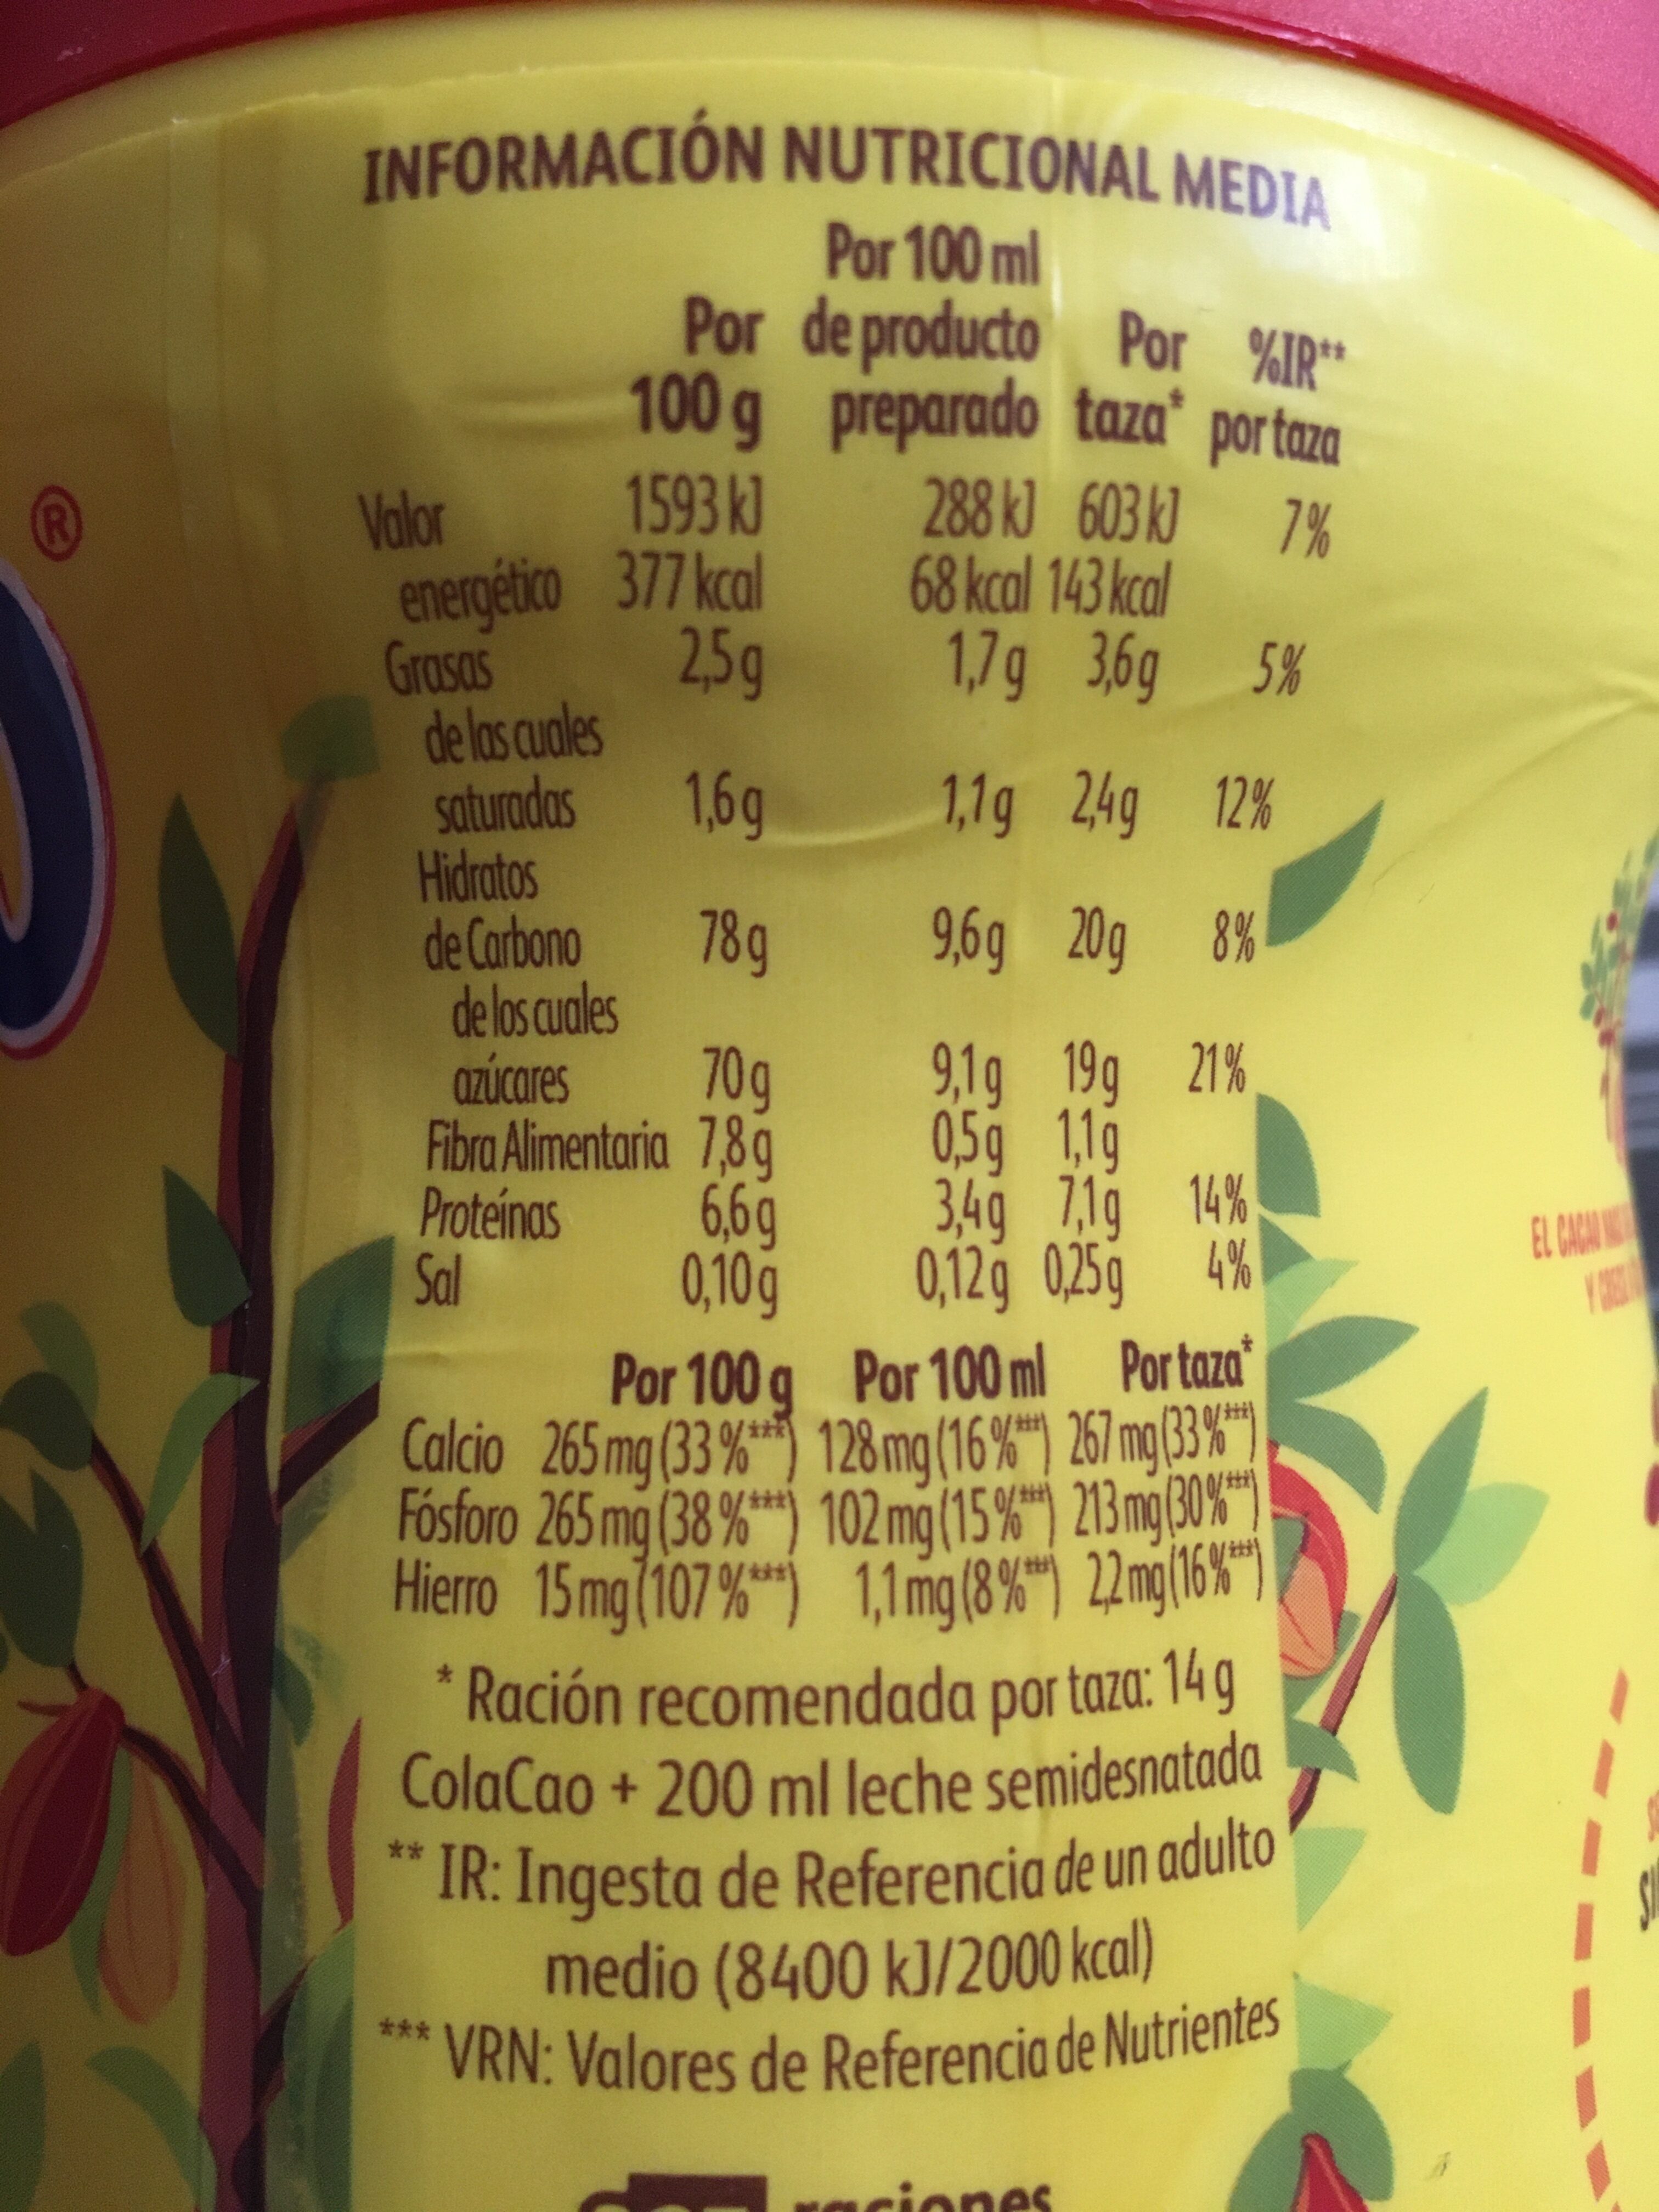 INFORMACIÓN NUTRICIONAL MEDIA
Por 100 ml
Por de producto Por %IR**
100 g preparado taza* por taza
Valor 1593 kJ 288 kJ 603 kJ 7%
energético 377 kcal 68 kcal 143 kcal
Grasas 2,5 g 1,7 g 3,6 g 5%
de las cuales
saturadas 1,6 g 1,1 g 2,4 g 12%
Hidratos
de Carbono 78 g 9,6 g 20 g 8%
de los cuales
azúcares 70 g 9,1 g 19 g 21%
Fibra Alimentaria 7,8 g 0,5 g 1,1 g
Proteínas 6,6 g 3,4 g 7,1 g 14%
Sal 0,10 g 0,12 g 0,25 g 4%
Por 100 g Por 100 ml Por taza*
Calcio 265 mg (33 %***) 128 mg (16 %***) 267 mg (33 %***)
Fósforo 265 mg (38 %***) 102 mg (15 %***) 213 mg (30 %***)
Hierro 15 mg (107 %***) 1,1 mg (8 %***) 2,2 mg (16 %***)
* Ración recomendada por taza: 14 g
ColaCao + 200 ml leche semidesnatada
** IR: Ingesta de Referencia de un adulto
medio (8400 kJ/2000 kcal)
*** VRN: Valores de Referencia de Nutrientes
raciones
®
EL CACAO
Y